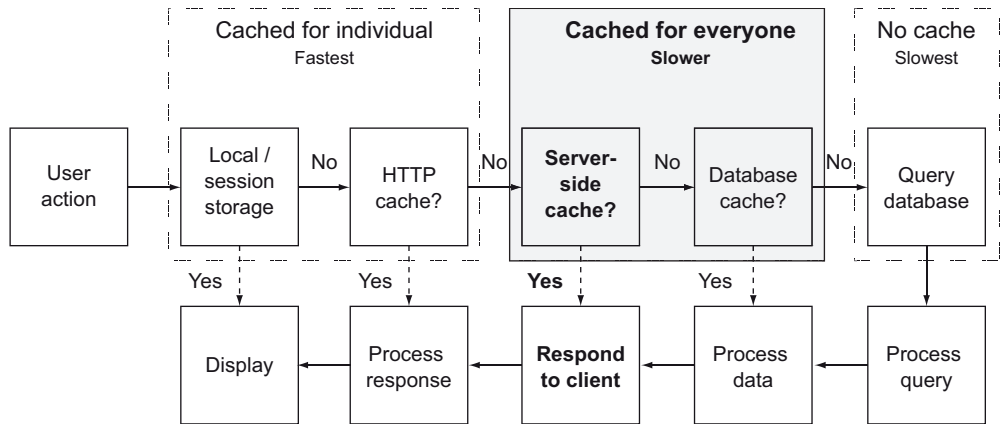 Cached for individual
Fastest
Cached for everyone
Slower
No cache
Slowest
User
action
Local /
session
storage
No
HTTP
cache?
No
Server-
side
cache?
No
Database
cache?
No
Query
database
Yes
Yes
Yes
Yes
Display
Process
response
Respond
to client
Process
data
Process
query